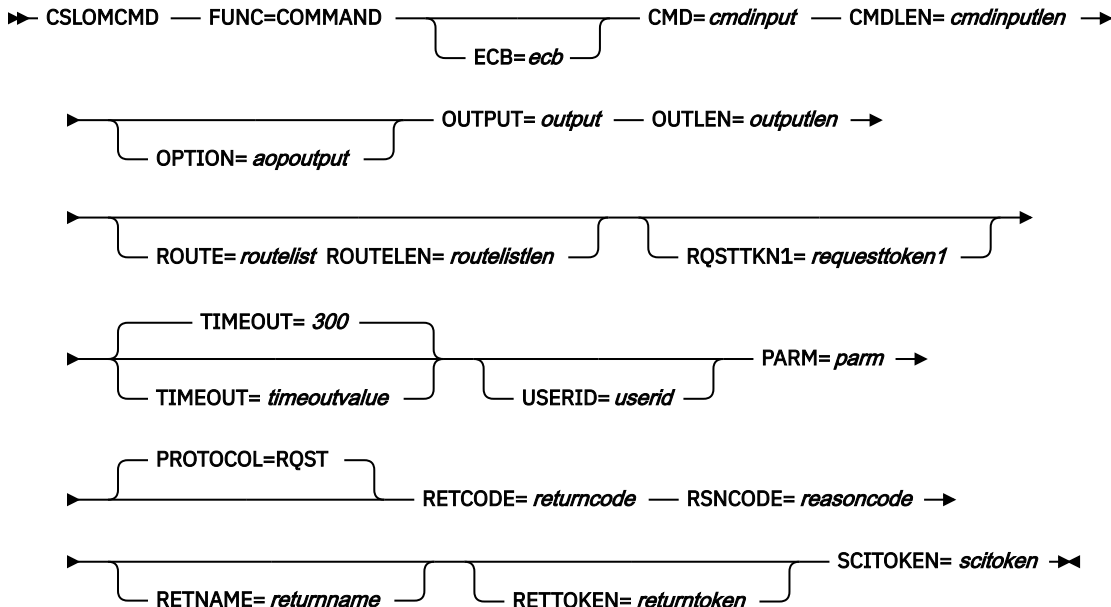 CSLOMCMD FUNC=COMMAND CMD= cmdinput CMDLEN= cmdinputlen
ECB= ecb
OUTPUT= output OUTLEN= outputlen
OPTION= aopoutput
ROUTE= routelist ROUTELEN= routelistlen RQSTTKN1= requesttoken1
TIMEOUT= 300
PARM= parm
TIMEOUT= timeoutvalue USERID= userid
PROTOCOL=RQST
RETCODE= returncode RSNCODE= reasoncode
SCITOKEN= scitoken
RETNAME= returnname RETTOKEN= returntoken